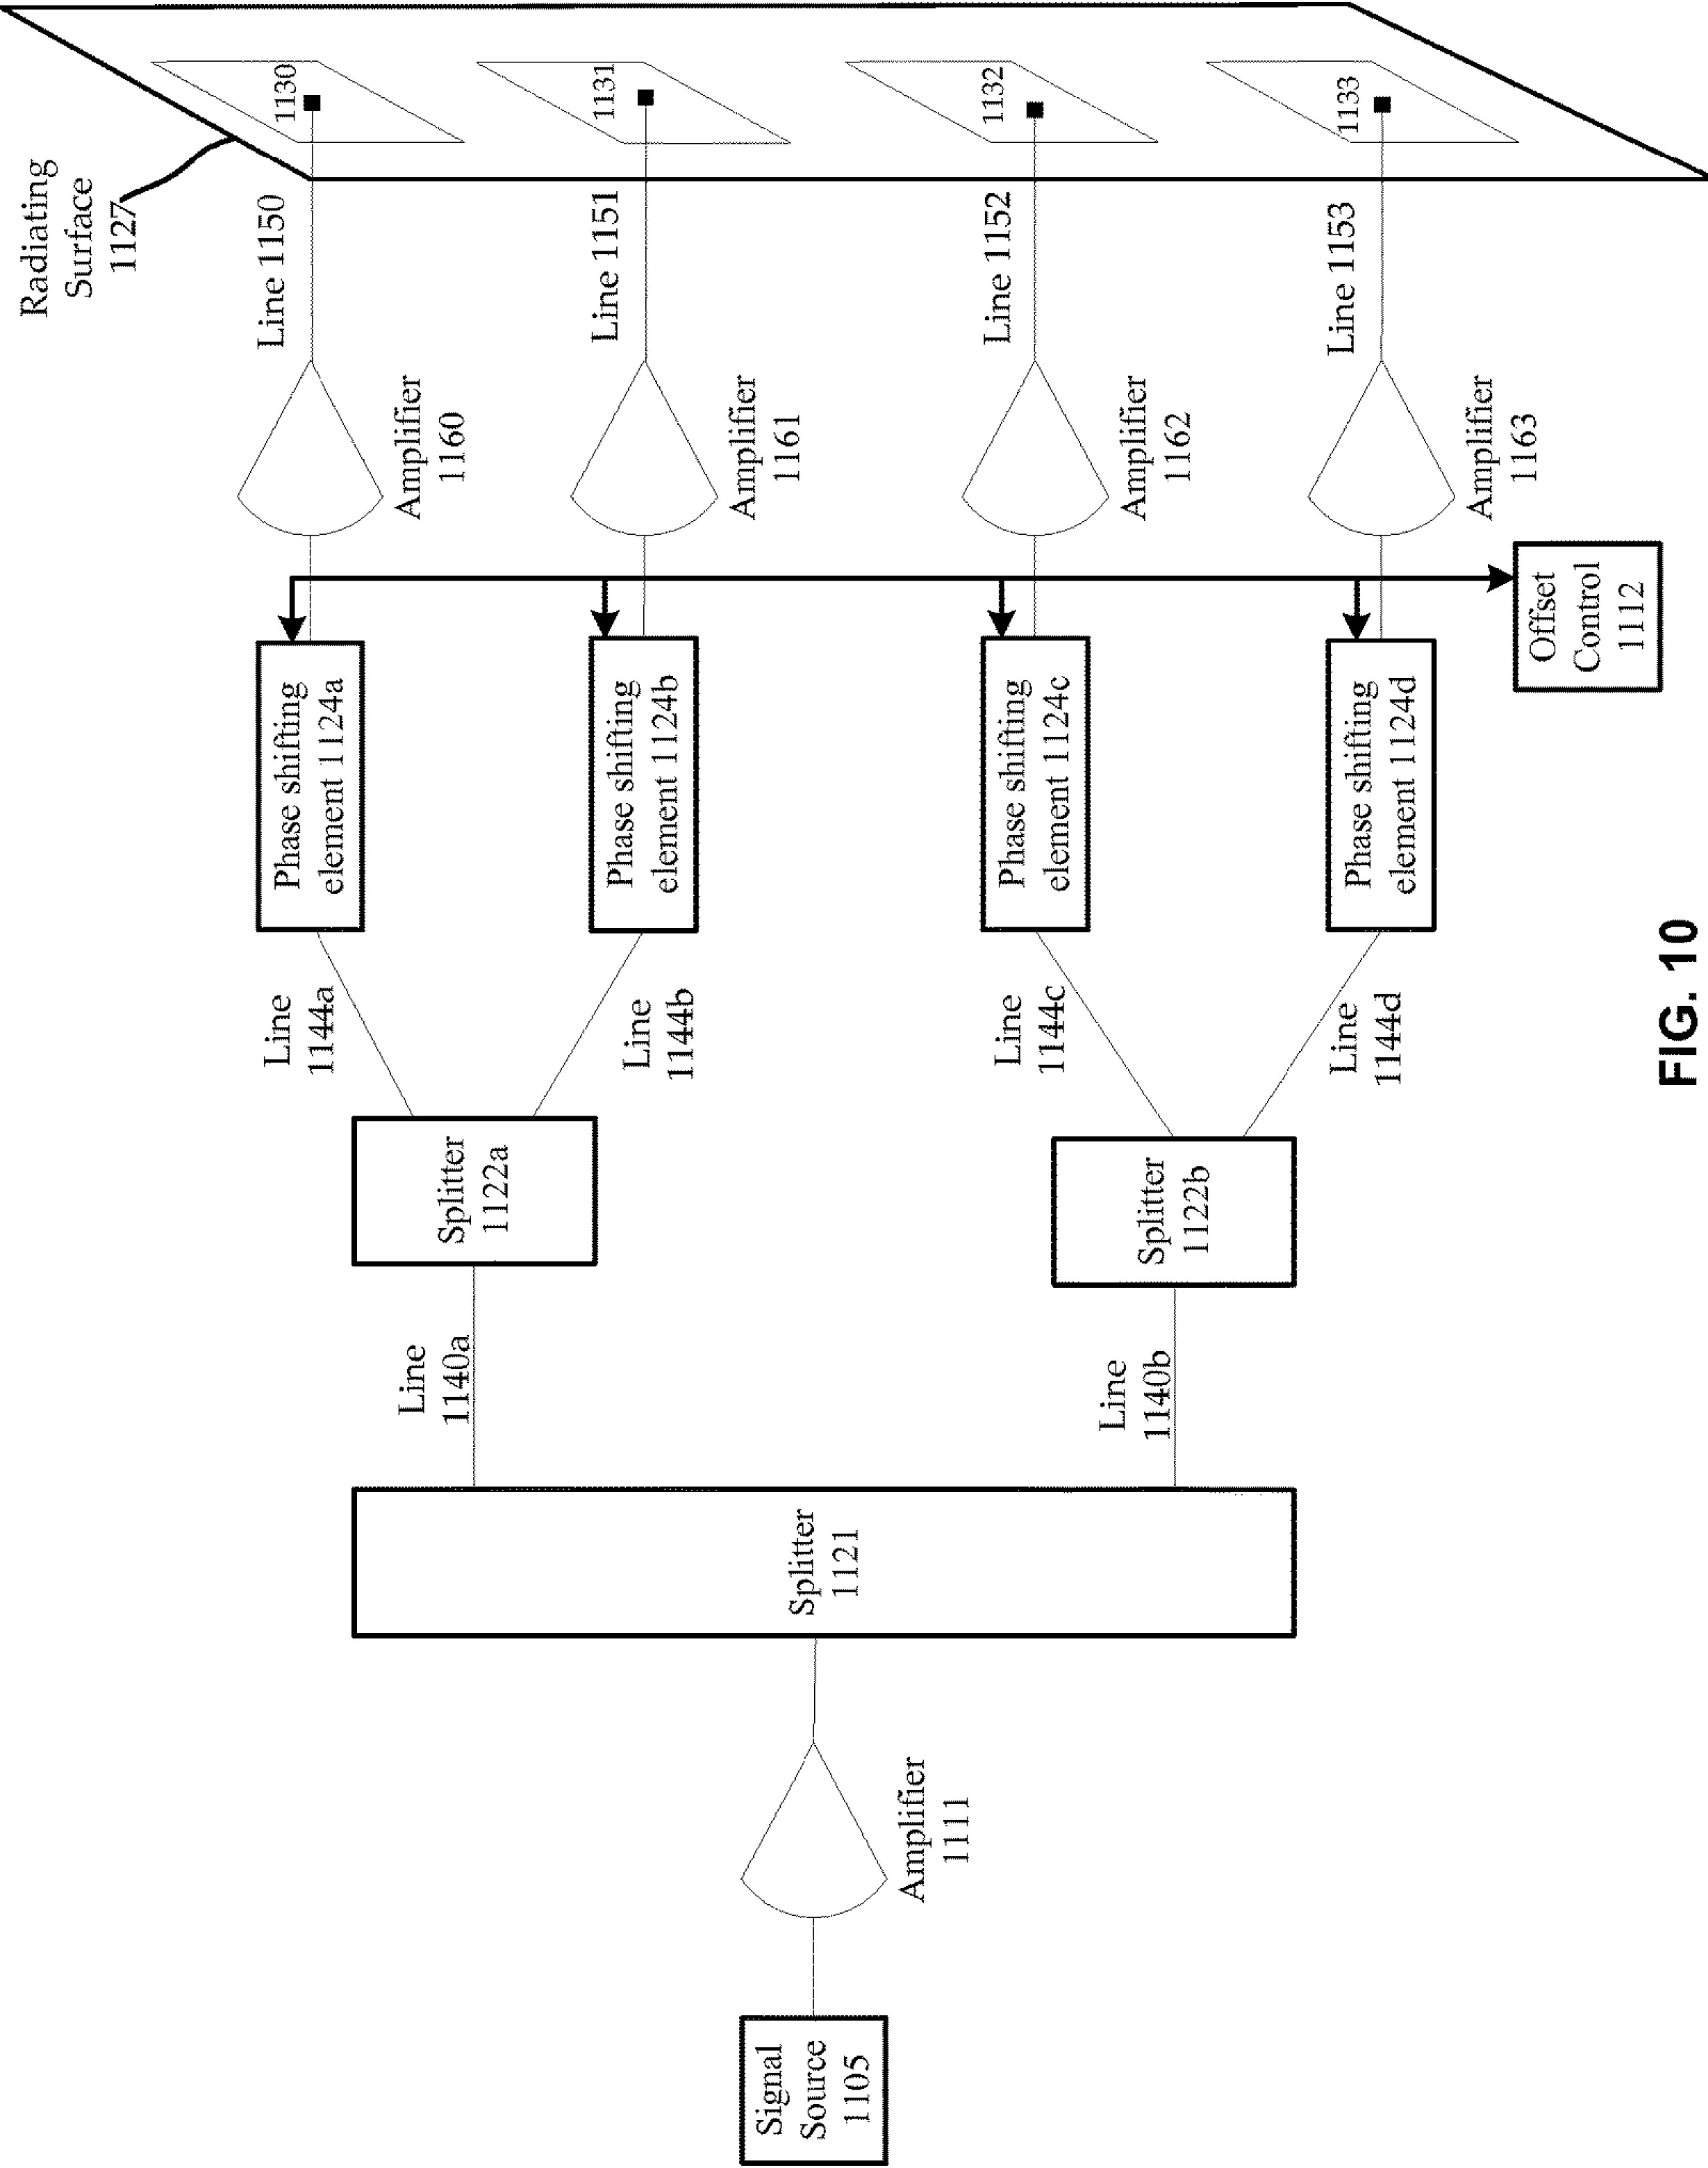 Signal
Source
1105
Amplifier
1111
Splitter
1121
Line
1140a
Line
1140b
Splitter
1122a
Splitter
1122b
Line
1144a
Line
1144b
Line
1144c
Line
1144d
Phase shifting
element 1124a
Phase shifting
element 1124b
Phase shifting
element 1124c
Phase shifting
element 1124d
Offset
Control
1112
Amplifier
1160
Amplifier
1161
Amplifier
1162
Amplifier
1163
Line 1150
Line 1151
Line 1152
Line 1153
Radiating
Surface
1127
1130
1131
1132
1133
FIG. 10